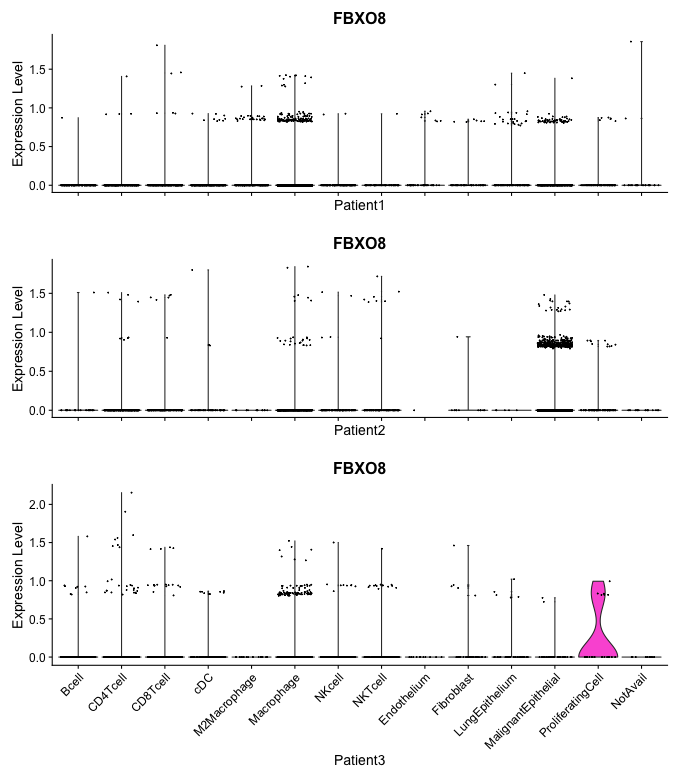 FBXO8
Expression Level
1.5
1.0
0.5
0.0
Patient1
FBXO8
Expression Level
1.5
1.0
0.5
0.0
Patient2
FBXO8
Expression Level
2.0
1.5
1.0
0.5
0.0
Bcell
CD4Tcell
CD8Tcell
cDC
M2Macrophage
Macrophage
NKcell
NKTcell
Endothelium
Fibroblast
LungEpithelium
MalignantEpithelial
ProliferatingCell
NotAvail
Patient3